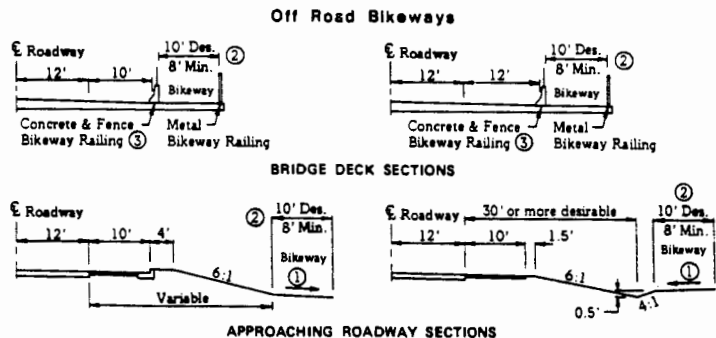 Off Road Bikeways
℄ Roadway
12'
10'
10' Des.
8' Min.
②
Bikeway
Concrete & Fence
Bikeway Railing ③
Metal
Bikeway Railing
℄ Roadway
12'
12'
10' Des.
8' Min.
②
Bikeway
Concrete & Fence
Bikeway Railing ③
Metal
Bikeway Railing
BRIDGE DECK SECTIONS
℄ Roadway
12'
10'
4'
②
10' Des.
8' Min.
Bikeway
①
6:1
Variable
℄ Roadway
30' or more desirable
12'
10'
1.5'
②
10' Des.
8' Min.
Bikeway
①
6:1
0.5'
4:1
APPROACHING ROADWAY SECTIONS